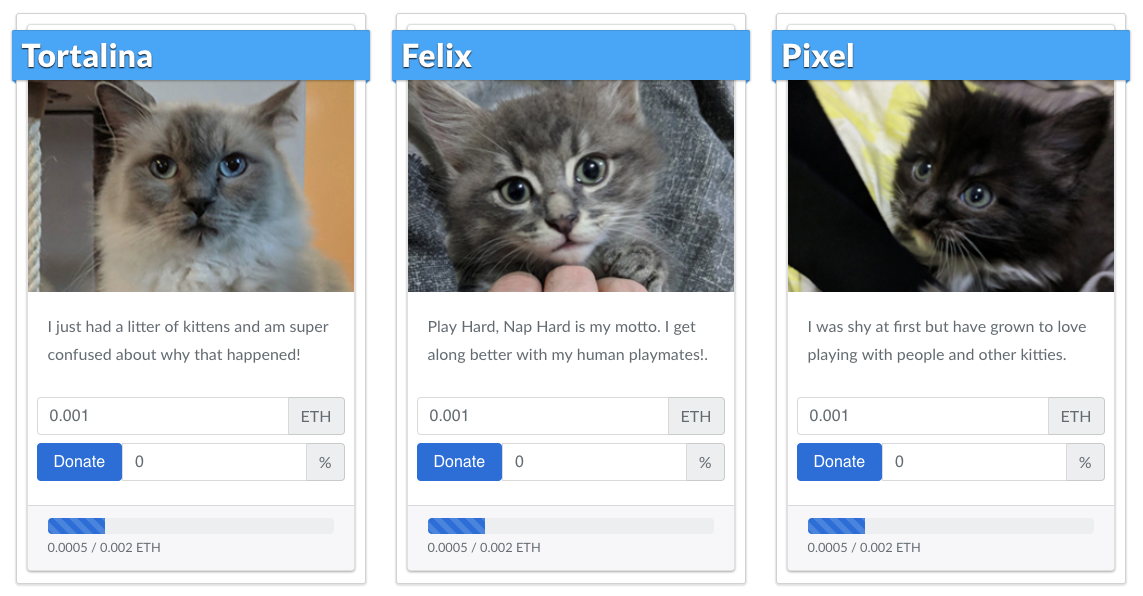 Tortalina
I just had a litter of kittens and am super
confused about why that happened!
0.001 ETH
Donate 0 %
0.0005 / 0.002 ETH
Felix
Play Hard, Nap Hard is my motto. I get
along better with my human playmates!.
0.001 ETH
Donate 0 %
0.0005 / 0.002 ETH
Pixel
I was shy at first but have grown to love
playing with people and other kitties.
0.001 ETH
Donate 0 %
0.0005 / 0.002 ETH